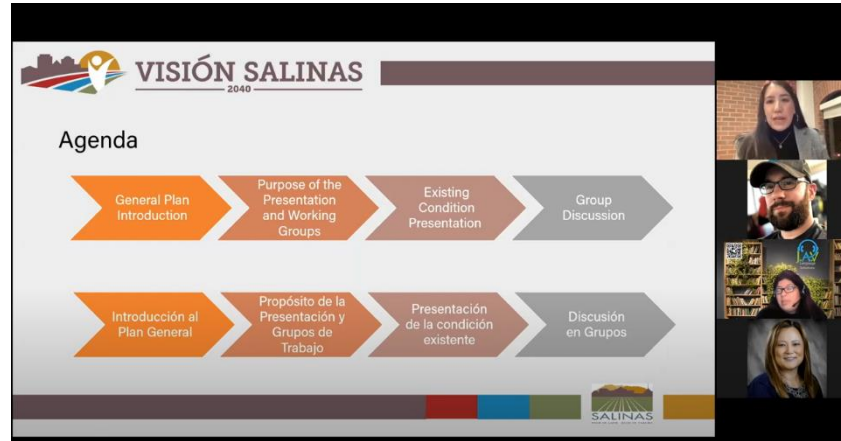 VISIÓN SALINAS
2040
Agenda
General Plan
Introduction
Purpose of the
Presentation
and Working
Groups
Existing
Condition
Presentation
Group
Discussion
Introducción al
Plan General
Propósito de la
Presentación y
Grupos de
Trabajo
Presentación
de la condición
existente
Discusión
en Grupos
SALINAS